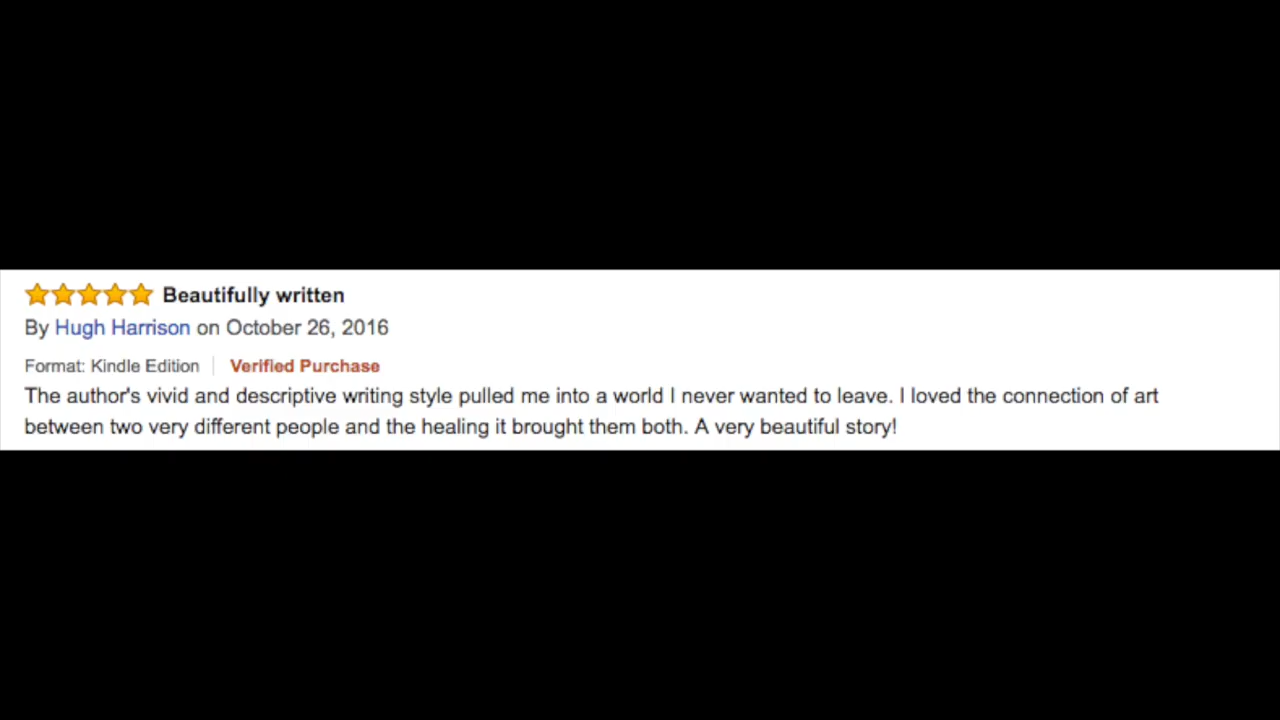 Beautifully written
By Hugh Harrison on October 26, 2016
Format: Kindle Edition Verified Purchase
The author's vivid and descriptive writing style pulled me into a world I never wanted to leave. I loved the connection of art
between two very different people and the healing it brought them both. A very beautiful story!